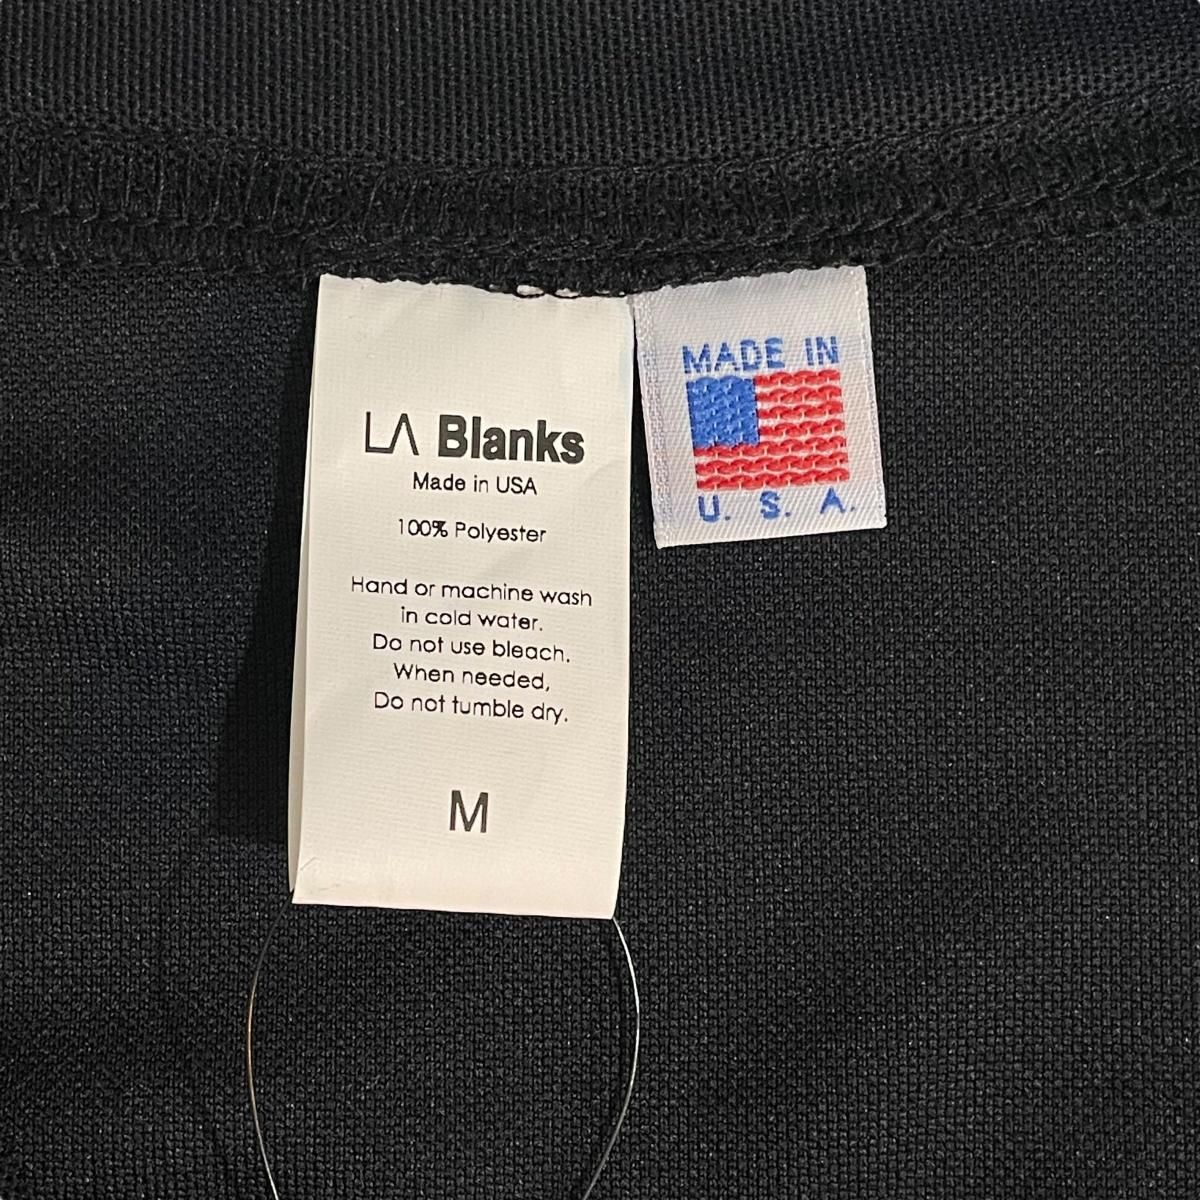 LA Blanks
Made in USA
100% Polyester
Hand or machine wash
in cold water.
Do not use bleach.
When needed,
Do not tumble dry.
M
MADE IN
U. S. A.